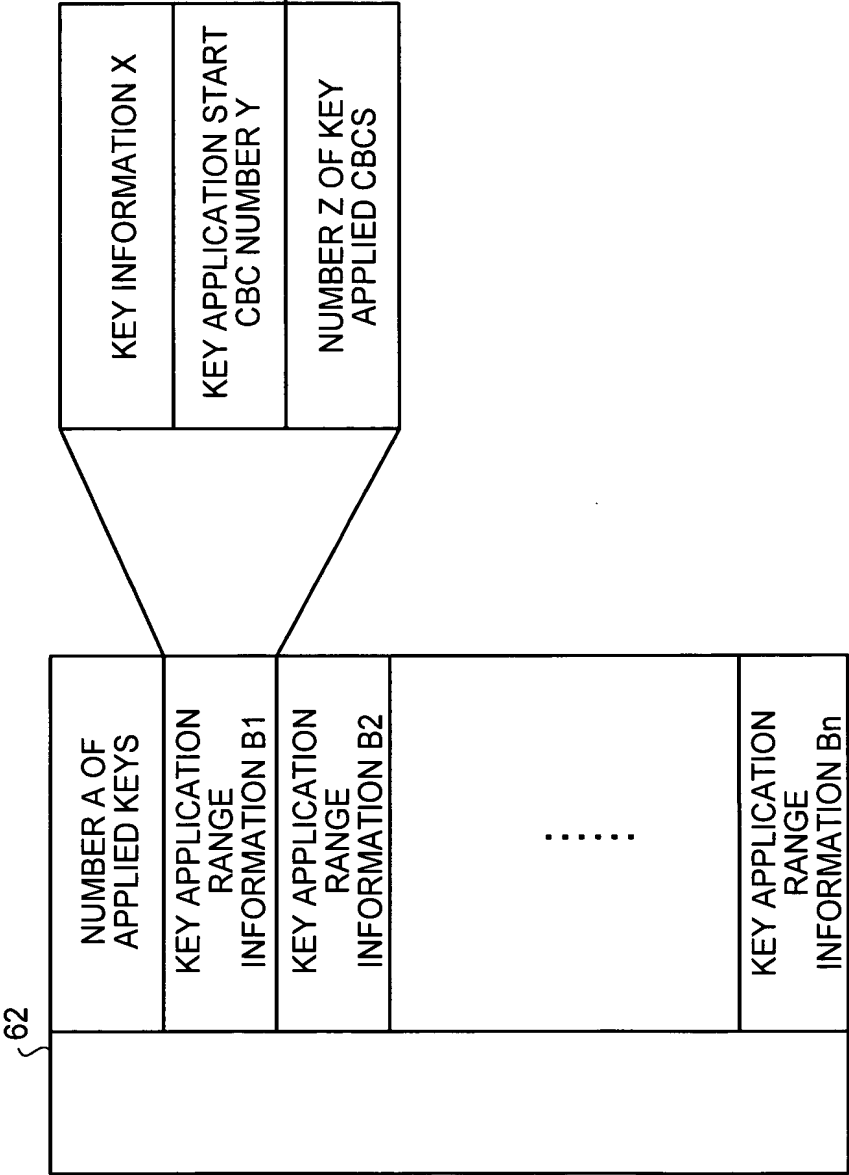 62
NUMBER A OF
APPLIED KEYS
KEY APPLICATION
RANGE
INFORMATION B1
KEY APPLICATION
RANGE
INFORMATION B2
......
KEY APPLICATION
RANGE
INFORMATION Bn
KEY INFORMATION X
KEY APPLICATION START
CBC NUMBER Y
NUMBER Z OF KEY
APPLIED CBCS